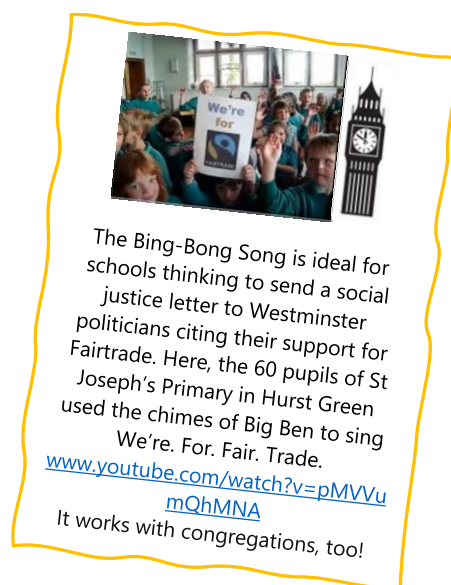 We're
for
FAIRTRADE
The Bing-Bong Song is ideal for
schools thinking to send a social
justice letter to Westminster
politicians citing their support for
Fairtrade. Here, the 60 pupils of St
Joseph's Primary in Hurst Green
used the chimes of Big Ben to sing
We're. For. Fair. Trade.
www.youtube.com/watch?v=pMVVu
mQhMNA
It works with congregations, too!